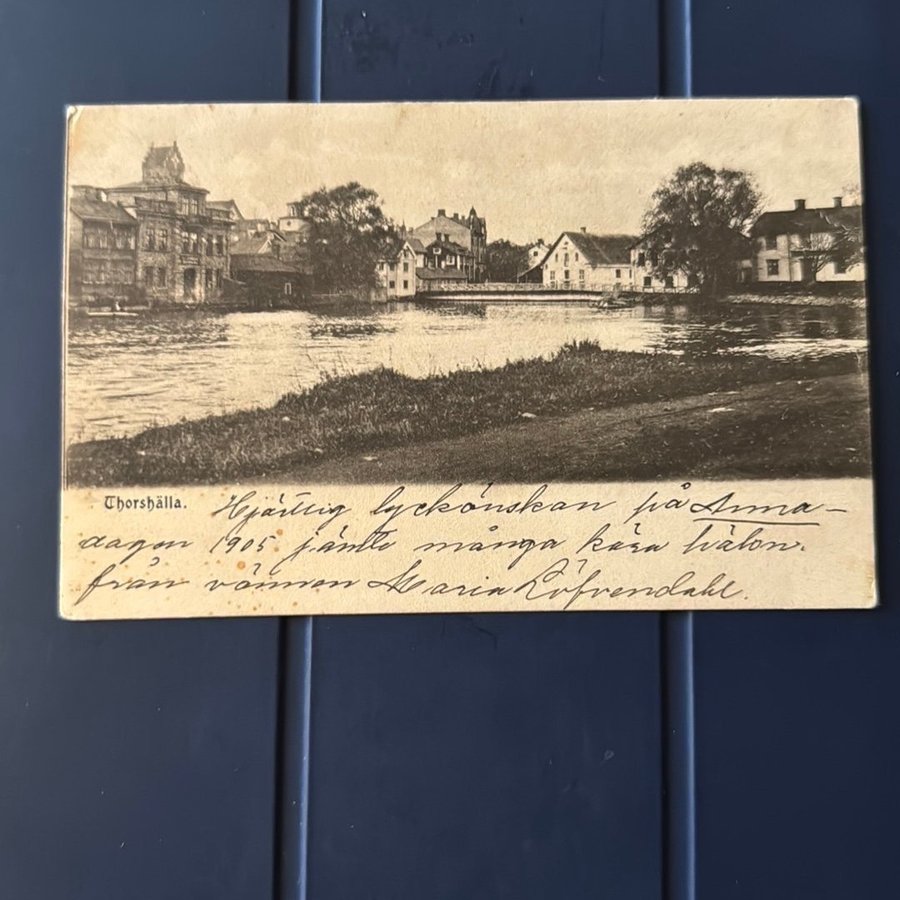 Thorshälla.
Hjärtlig lyckönskan på Anna-
dagen 1905 jämte många kära hälsn.
från vännen Maria Löfvendahl.